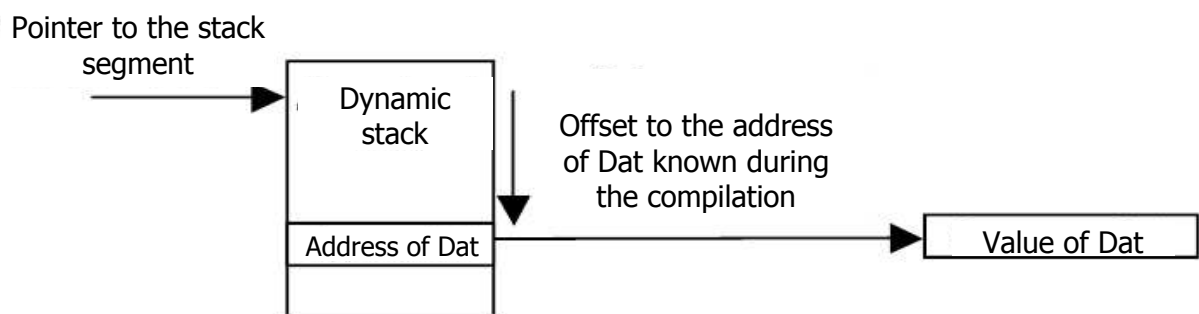 Pointer to the stack
segment
Dynamic
stack
Offset to the address
of Dat known during
the compilation
Address of Dat
Value of Dat